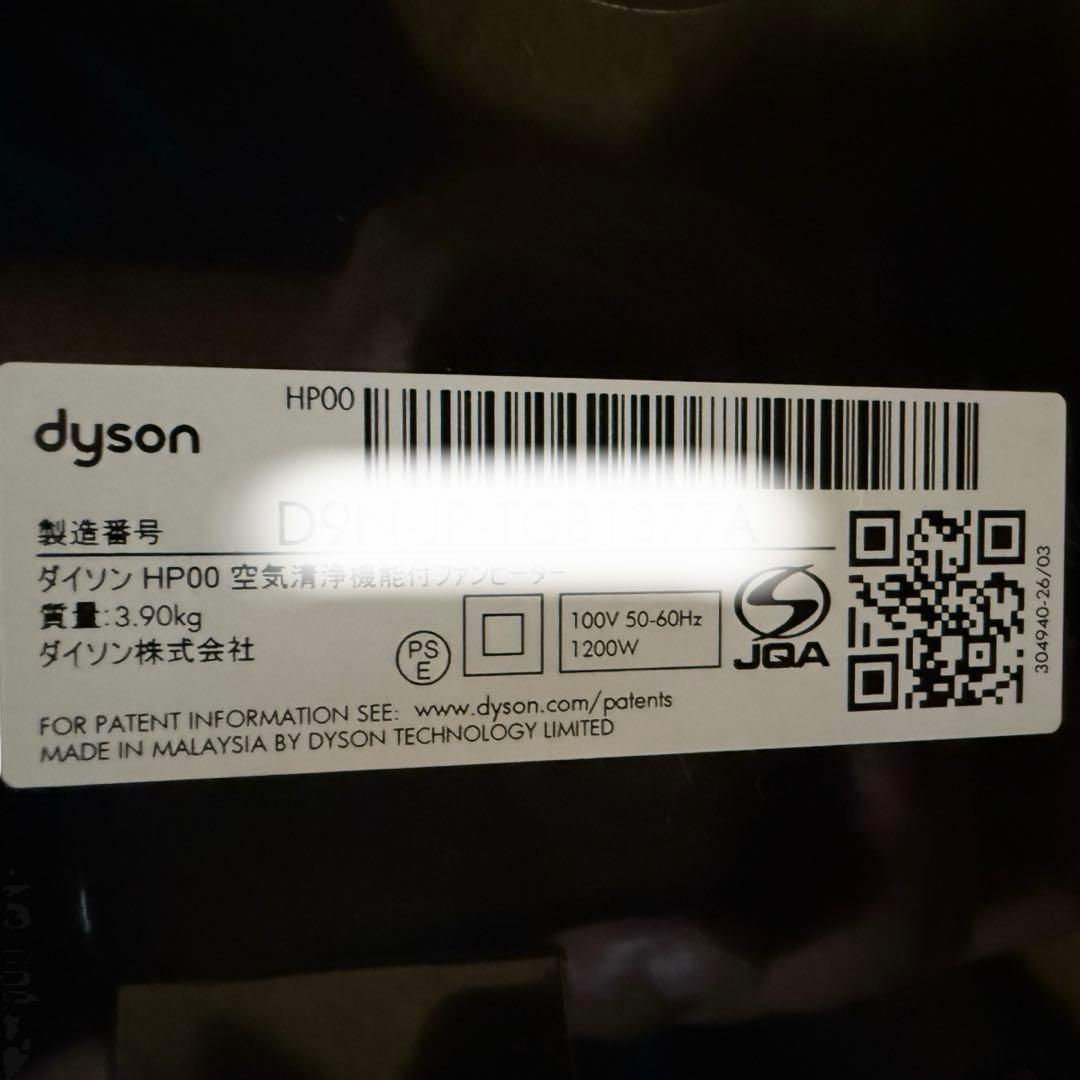 HP00
dyson
製造番号
ダイソン HP00 空気清浄機能付ファンヒーター
質量:3.90kg
ダイソン株式会社
PS
E
100V 50-60Hz
1200W
JQA
304940-26/03
FOR PATENT INFORMATION SEE: www.dyson.com/patents
MADE IN MALAYSIA BY DYSON TECHNOLOGY LIMITED